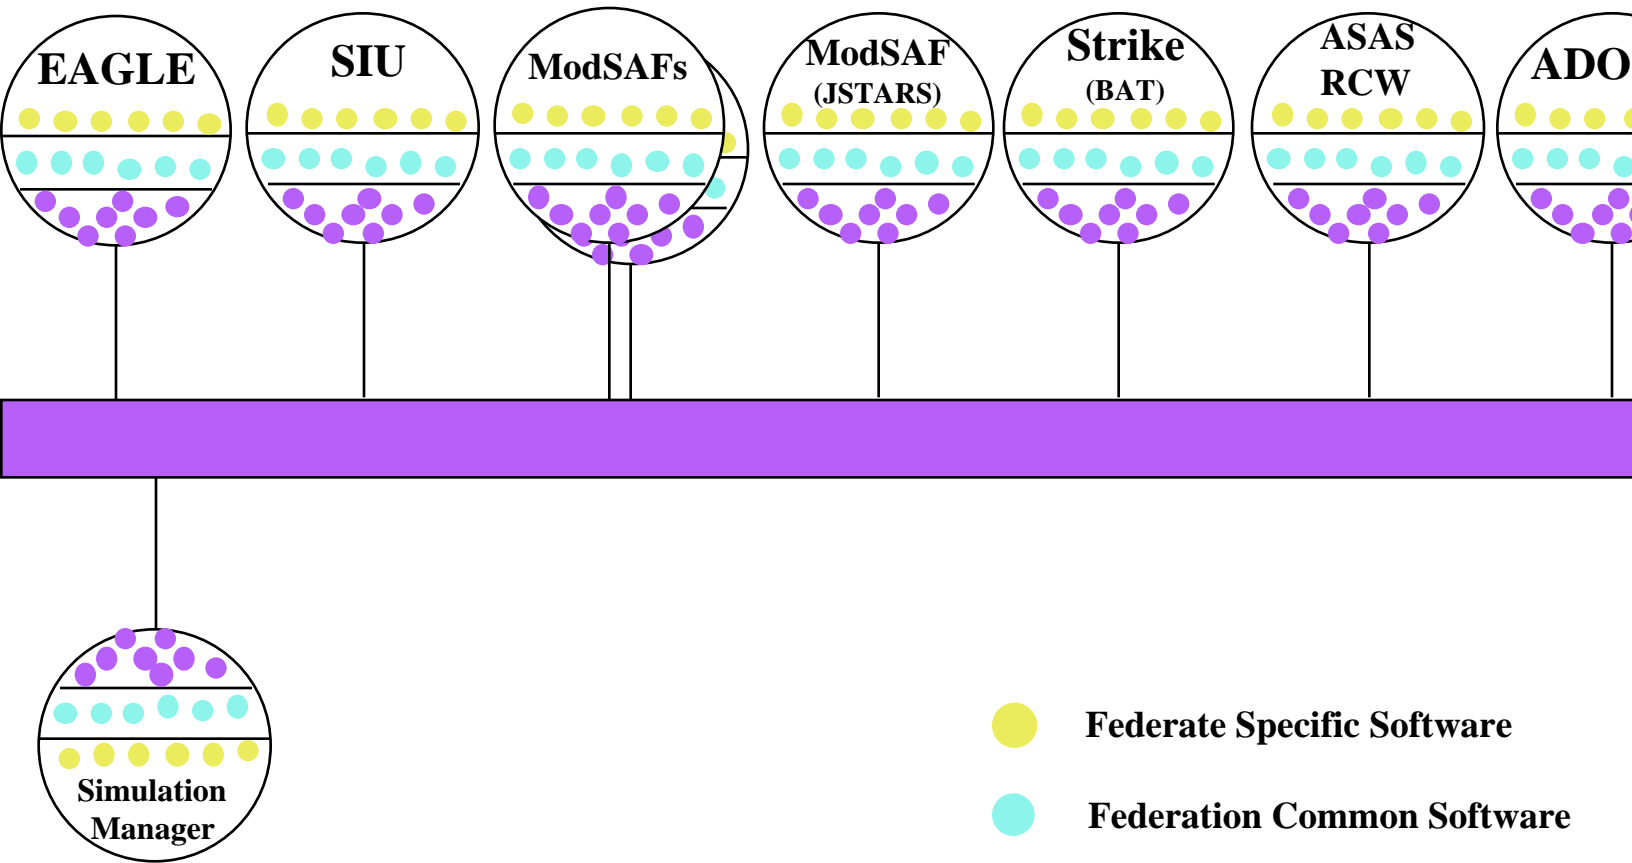 EAGLE
SIU
ModSAFs
ModSAF
(JSTARS)
Strike
(BAT)
ASAS
RCW
ADO
Simulation
Manager
Federate Specific Software
Federation Common Software